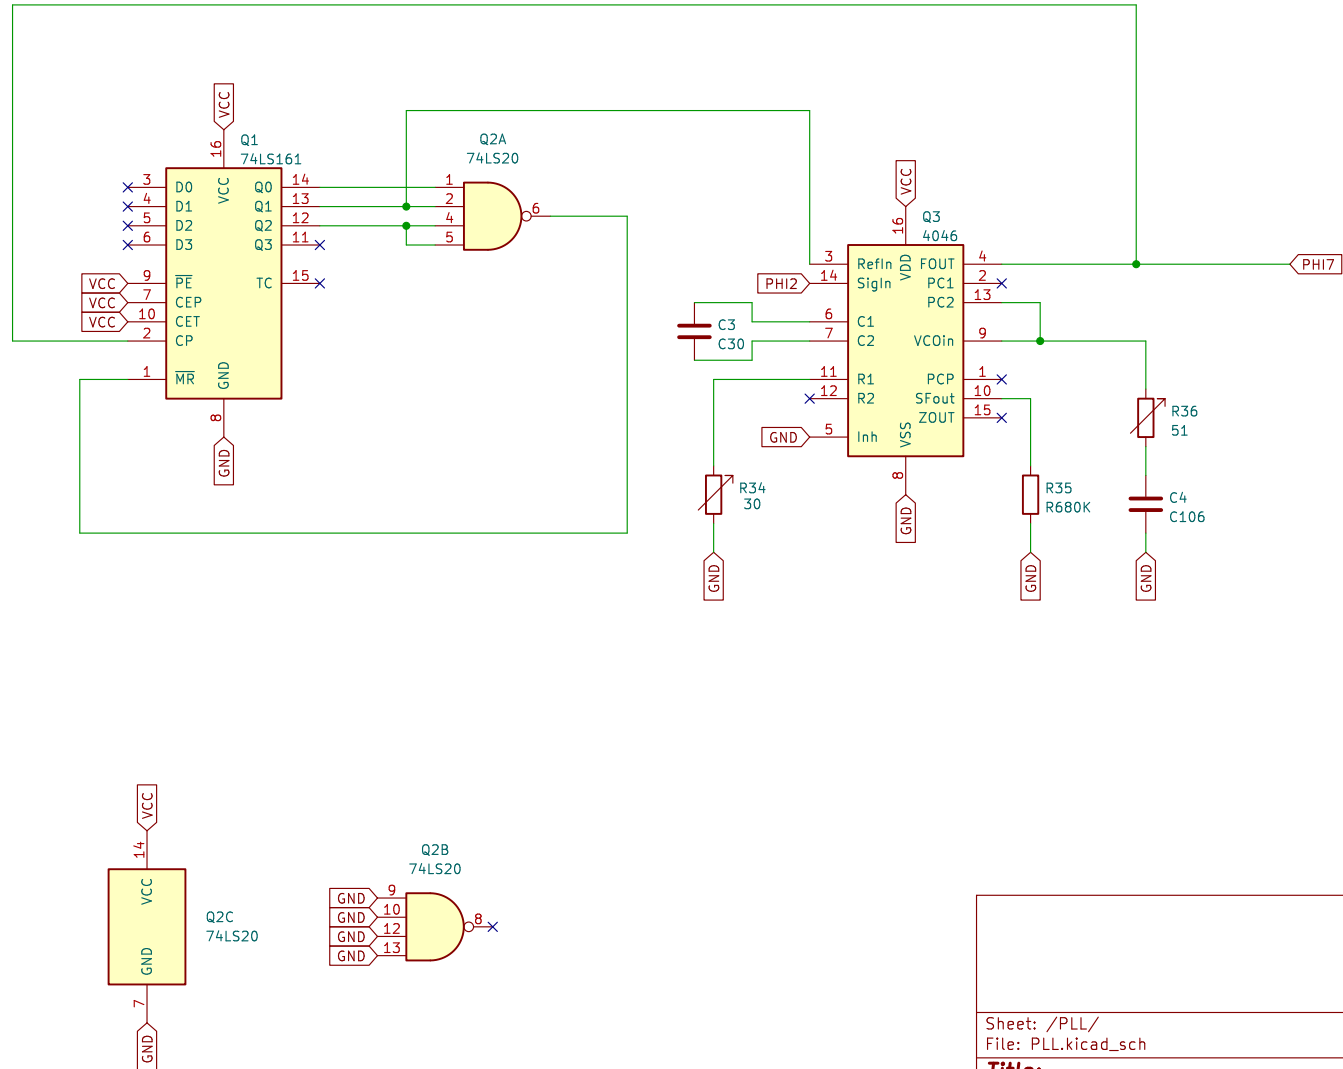 VCC
16
Q1
74LS161
3 D0 VCC Q0 14
4 D1 Q1 13
5 D2 Q2 12
6 D3 Q3 11
VCC 9 PE TC 15
VCC 7 CEP
VCC 10 CET
2 CP
1 MR GND
8
GND
Q2A
74LS20
1
2
4
5
6
VCC
16
Q3
4046
3 RefIn VDD FOUT 4
PHI2 14 SigIn PC1 2
PC2 13
6 C1
7 C2 VCOin 9
11 R1 PCP 1
12 R2 SFout 10
ZOUT 15
GND 5 Inh VSS
8
GND
PHI7
C3
C30
R34
30
GND
R35
R680K
GND
R36
51
C4
C106
GND
VCC
14
VCC
GND
Q2C
74LS20
7
GND
Q2B
74LS20
GND 9
GND 10
GND 12
GND 13
8
Sheet: /PLL/
File: PLL.kicad_sch